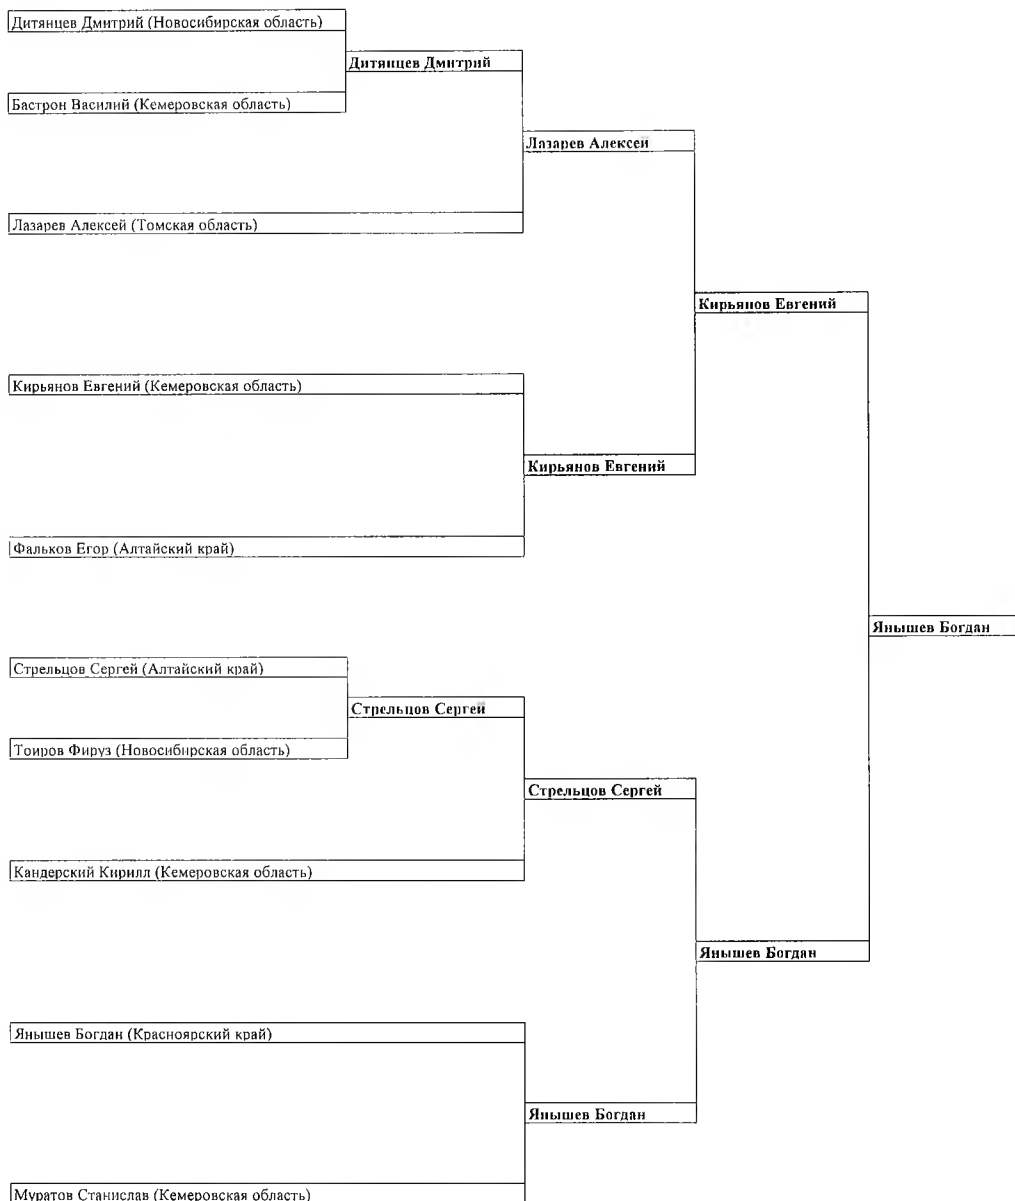 Дитянцев Дмитрий (Новосибирская область)
Дитянцев Дмитрий
Бастрон Василий (Кемеровская область)
Лазарев Алексей
Лазарев Алексей (Томская область)
Кирьянов Евгений
Кирьянов Евгений (Кемеровская область)
Кирьянов Евгений
Фальков Егор (Алтайский край)
Янышев Богдан
Стрельцов Сергей (Алтайский край)
Стрельцов Сергей
Тоиров Фируз (Новосибирская область)
Стрельцов Сергей
Кандерский Кирилл (Кемеровская область)
Янышев Богдан
Янышев Богдан (Красноярский край)
Янышев Богдан
Муратов Станислав (Кемеровская область)